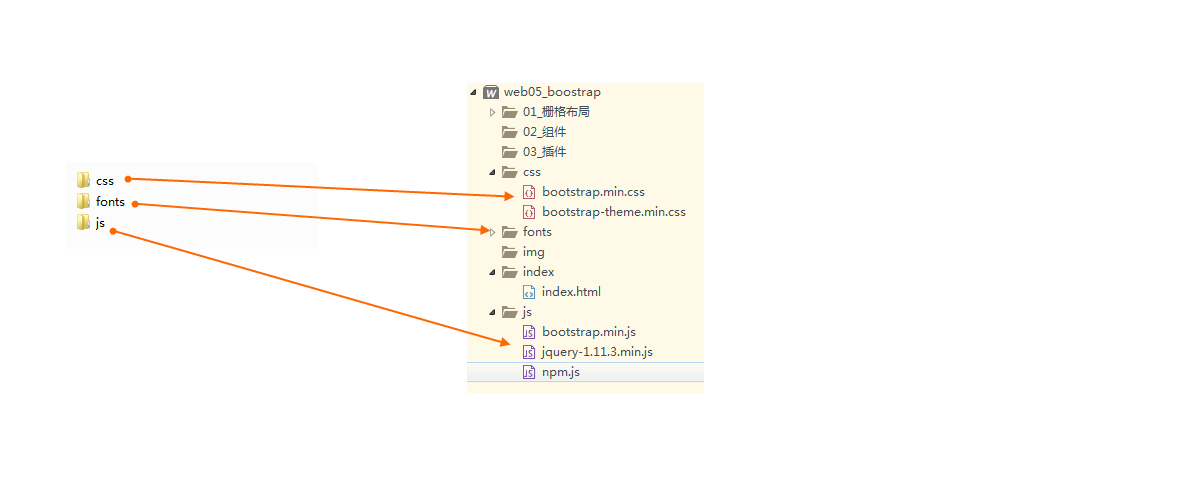 css
fonts
js
web05_boostrap
01_栅格布局
02_组件
03_插件
css
bootstrap.min.css
bootstrap-theme.min.css
fonts
img
index
index.html
js
bootstrap.min.js
jquery-1.11.3.min.js
npm.js